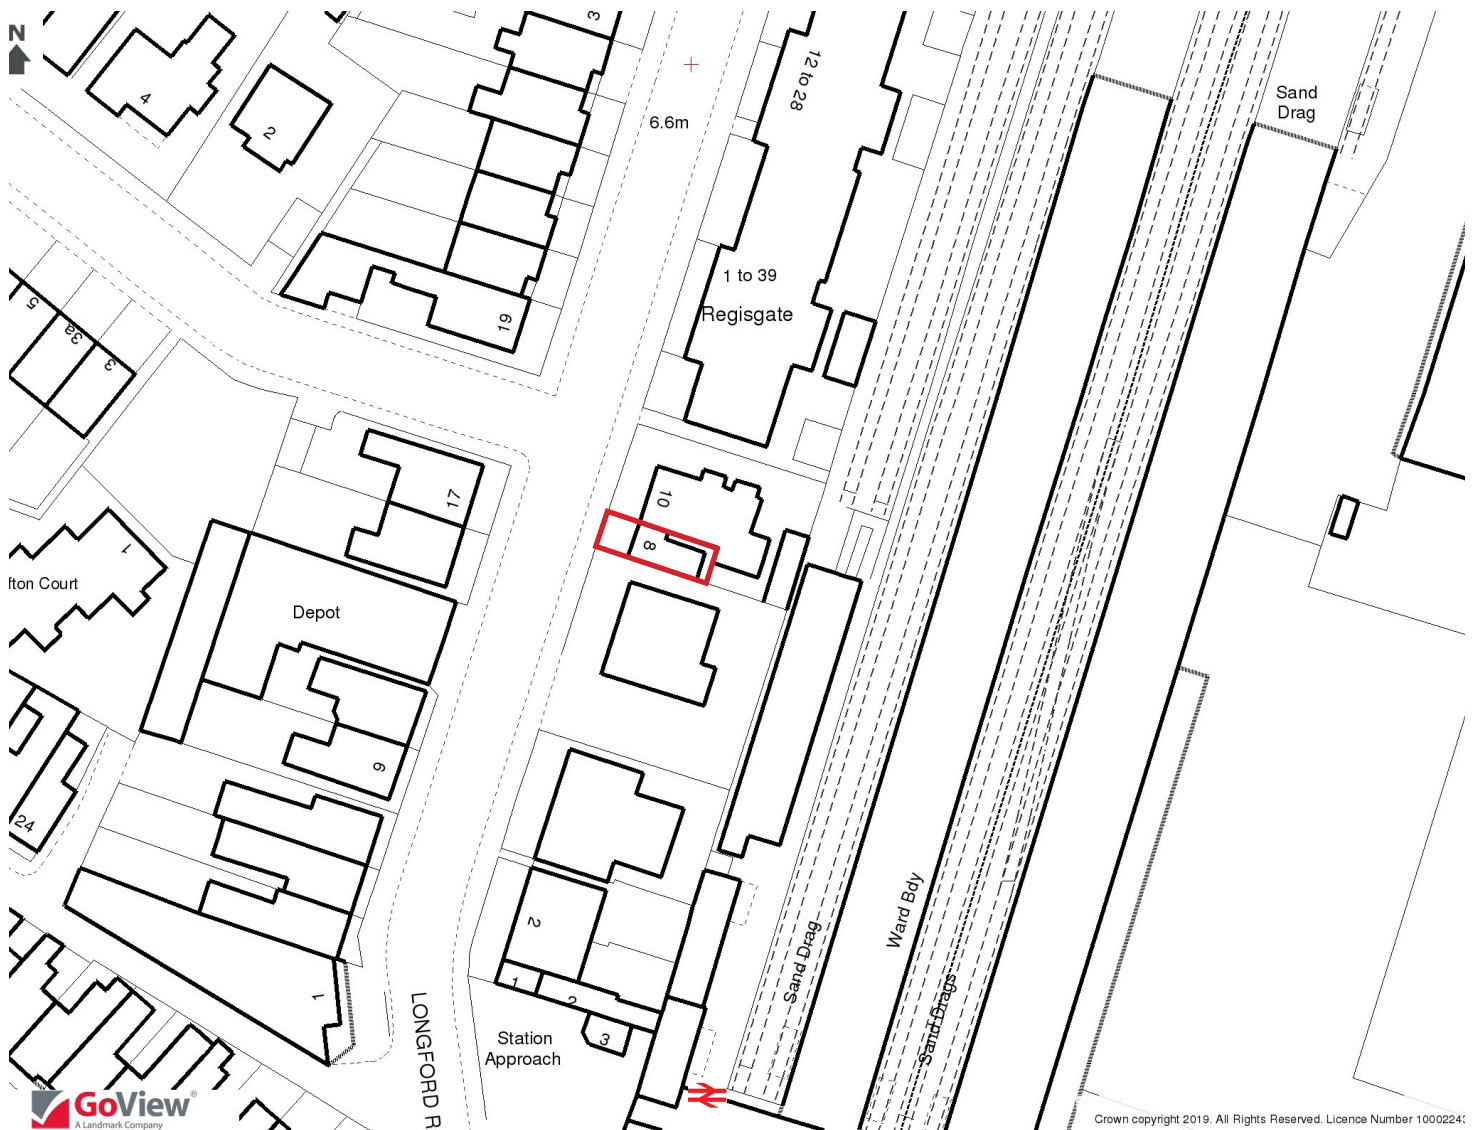 N
3
12 to 28
Sand
Drag
4
2
6.6m
1 to 39
Regisgate
5
3a
3
19
17
10
8
1
fton Court
Depot
6
24
2
1
2
3
1
Station
Approach
LONGFORD R
Sand Drag
Ward Bdy
Sand Drags
GoView®
A Landmark Company
Crown copyright 2019. All Rights Reserved. Licence Number 10002243